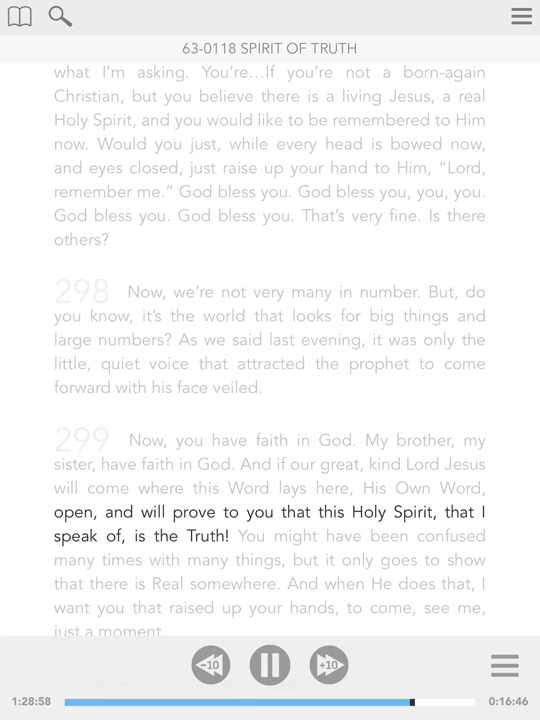 63-0118 SPIRIT OF TRUTH
what I'm asking. You're…If you're not a born-again
Christian, but you believe there is a living Jesus, a real
Holy Spirit, and you would like to be remembered to Him
now. Would you just, while every head is bowed now,
and eyes closed, just raise up your hand to Him, “Lord,
remember me.” God bless you. God bless you, you, you.
God bless you. God bless you. That's very fine. Is there
others?
298 Now, we're not very many in number. But, do
you know, it's the world that looks for big things and
large numbers? As we said last evening, it was only the
little, quiet voice that attracted the prophet to come
forward with his face veiled.
299 Now, you have faith in God. My brother, my
sister, have faith in God. And if our great, kind Lord Jesus
will come where this Word lays here, His Own Word,
open, and will prove to you that this Holy Spirit, that I
speak of, is the Truth! You might have been confused
many times with many things, but it only goes to show
that there is Real somewhere. And when He does that, I
want you that raised up your hands, to come, see me,
just a moment
-10 +10
1:28:58 0:16:46